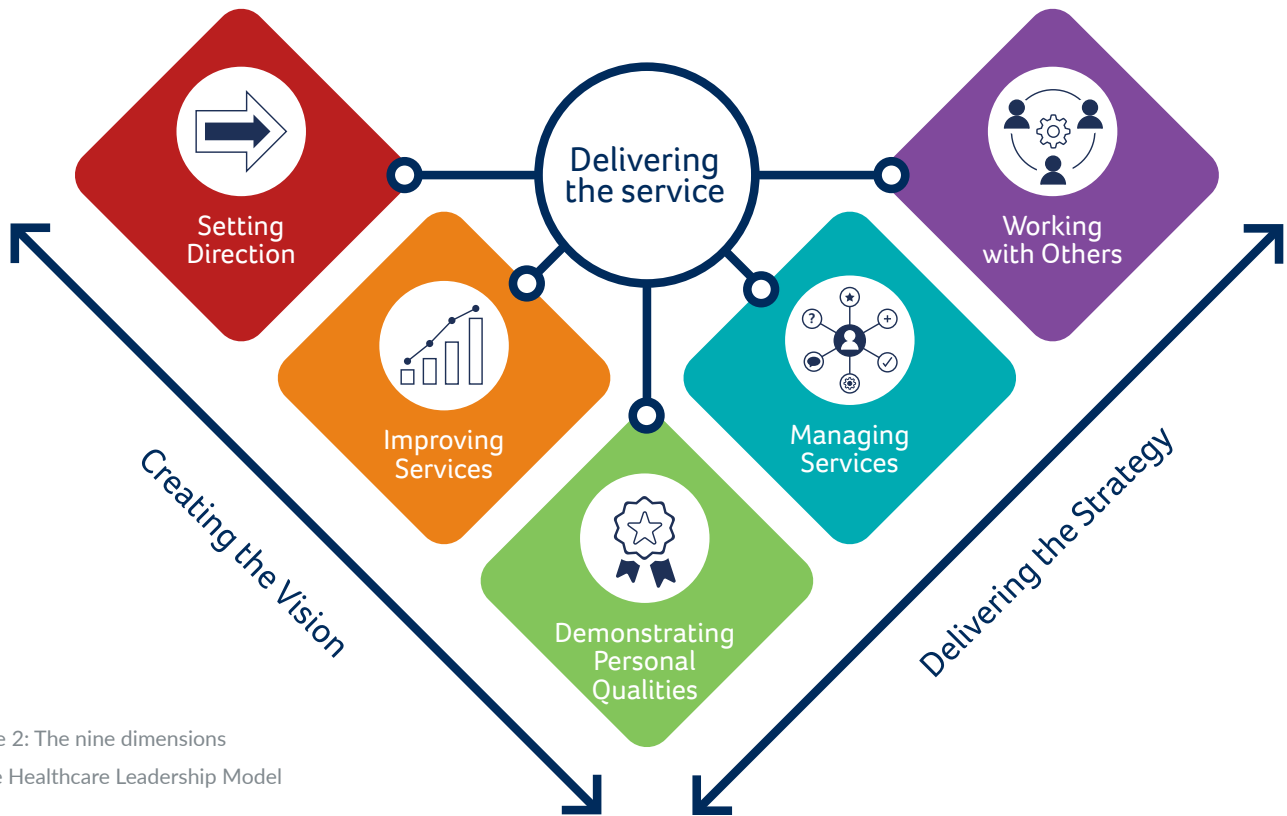 Delivering
the service
Setting
Direction
Working
with Others
Improving
Services
Managing
Services
Demonstrating
Personal
Qualities
Creating the Vision
Delivering the Strategy
e 2: The nine dimensions
e Healthcare Leadership Model